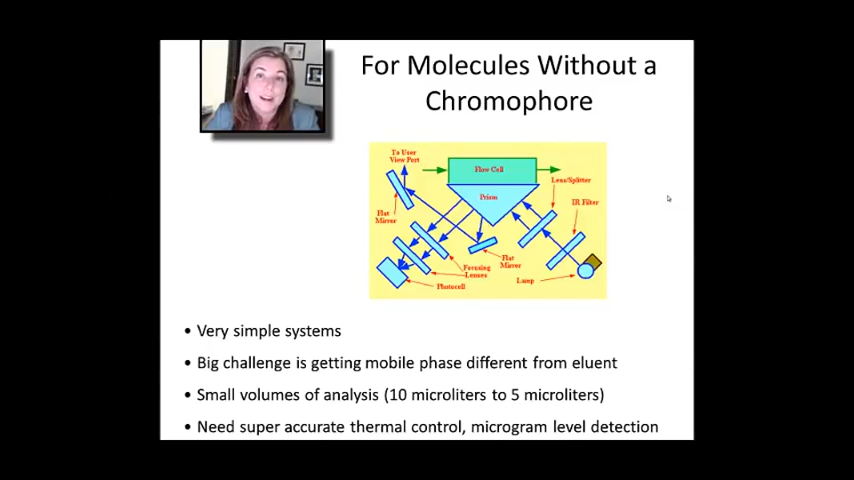 For Molecules Without a
Chromophore
To User
View Port
Flow Cell
Lens/Splitter
Prism
IR Filter
Flat
Mirror
Flat
Mirror
Focusing
Lenses
Lamp
Photocell
• Very simple systems
• Big challenge is getting mobile phase different from eluent
• Small volumes of analysis (10 microliters to 5 microliters)
• Need super accurate thermal control, microgram level detection